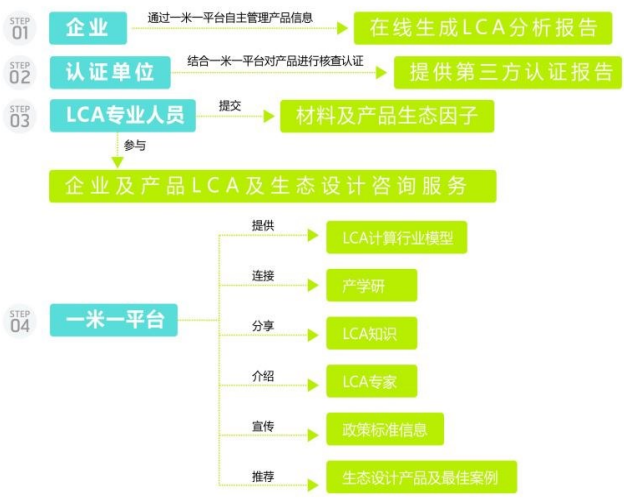 STEP
01
企业
通过一米一平台自主管理产品信息
在线生成LCA分析报告
STEP
02
认证单位
结合一米一平台对产品进行核查认证
提供第三方认证报告
STEP
03
LCA专业人员
提交
材料及产品生态因子
参与
企业及产品LCA及生态设计咨询服务
STEP
04
一米一平台
提供
LCA计算行业模型
连接
产学研
分享
LCA知识
介绍
LCA专家
宣传
政策标准信息
推荐
生态设计产品及最佳案例